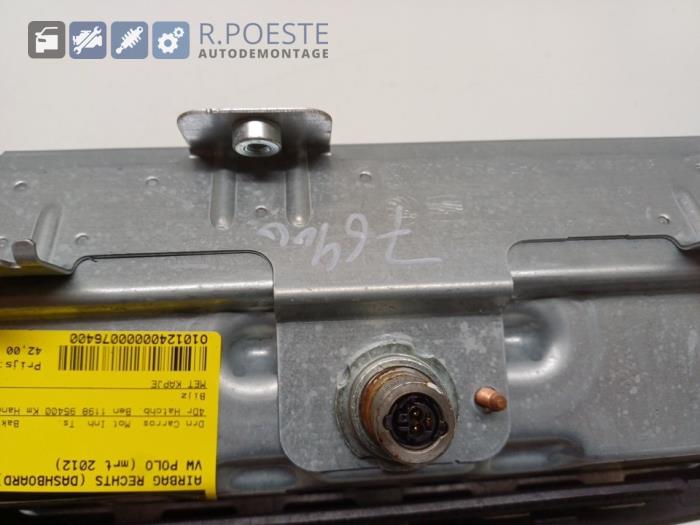 R.POESTE
AUTODEMONTAGE
76400
AIRBAG RECHTS (DASHBOARD)
VW POLO (mrt 2012)
Drn Carros Mot Inh Ts. Bak
4Dr Hatchb Ben 1198 95400 Km Hand
Bijz
MET KAPJE
Prijs:
42,00
0101240000076400